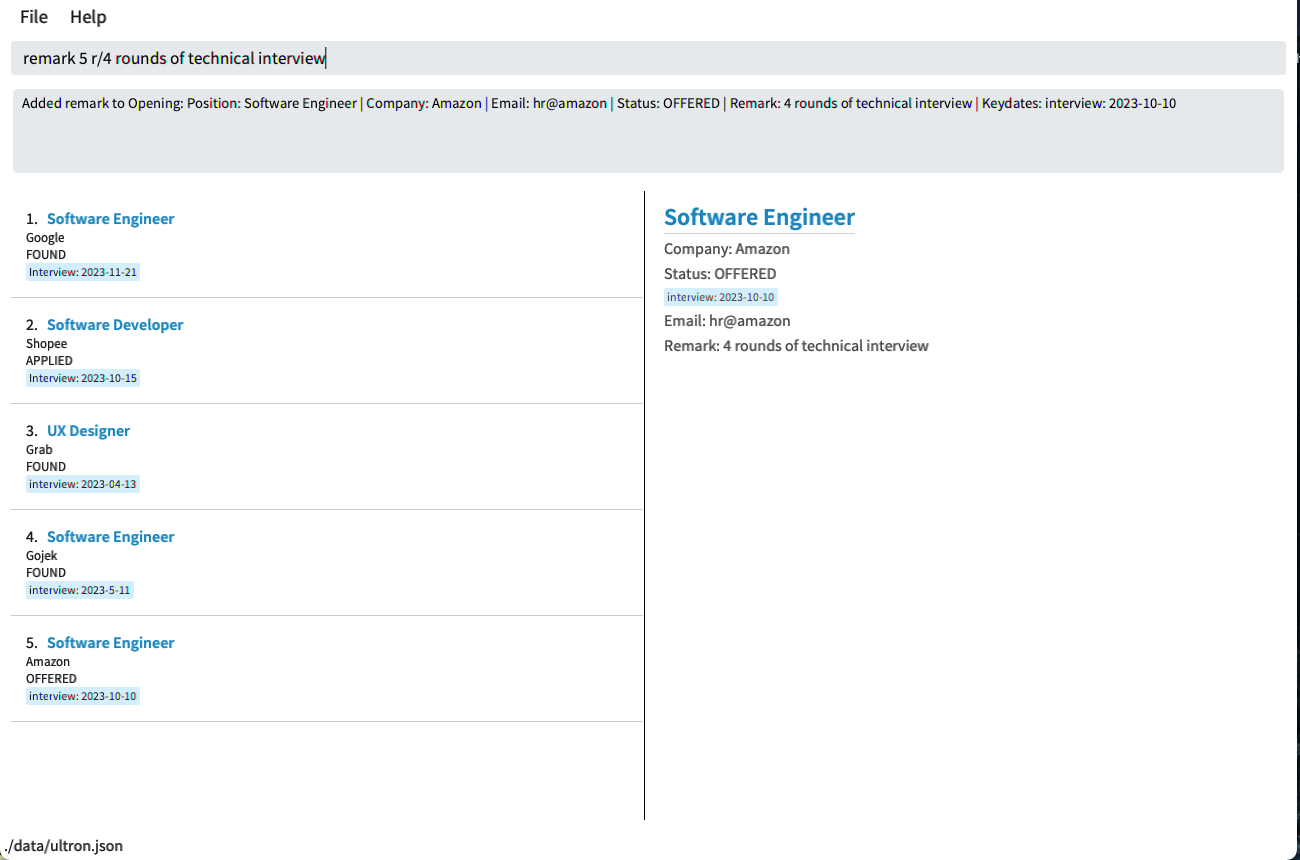 File Help
remark 5 r/4 rounds of technical interview
Added remark to Opening: Position: Software Engineer | Company: Amazon | Email: hr@amazon | Status: OFFERED | Remark: 4 rounds of technical interview | Keydates: interview: 2023-10-10
1. Software Engineer
Google
FOUND
Interview: 2023-11-21
2. Software Developer
Shopee
APPLIED
Interview: 2023-10-15
3. UX Designer
Grab
FOUND
interview: 2023-04-13
4. Software Engineer
Gojek
FOUND
interview: 2023-5-11
5. Software Engineer
Amazon
OFFERED
interview: 2023-10-10
Software Engineer
Company: Amazon
Status: OFFERED
interview: 2023-10-10
Email: hr@amazon
Remark: 4 rounds of technical interview
./data/ultron.json